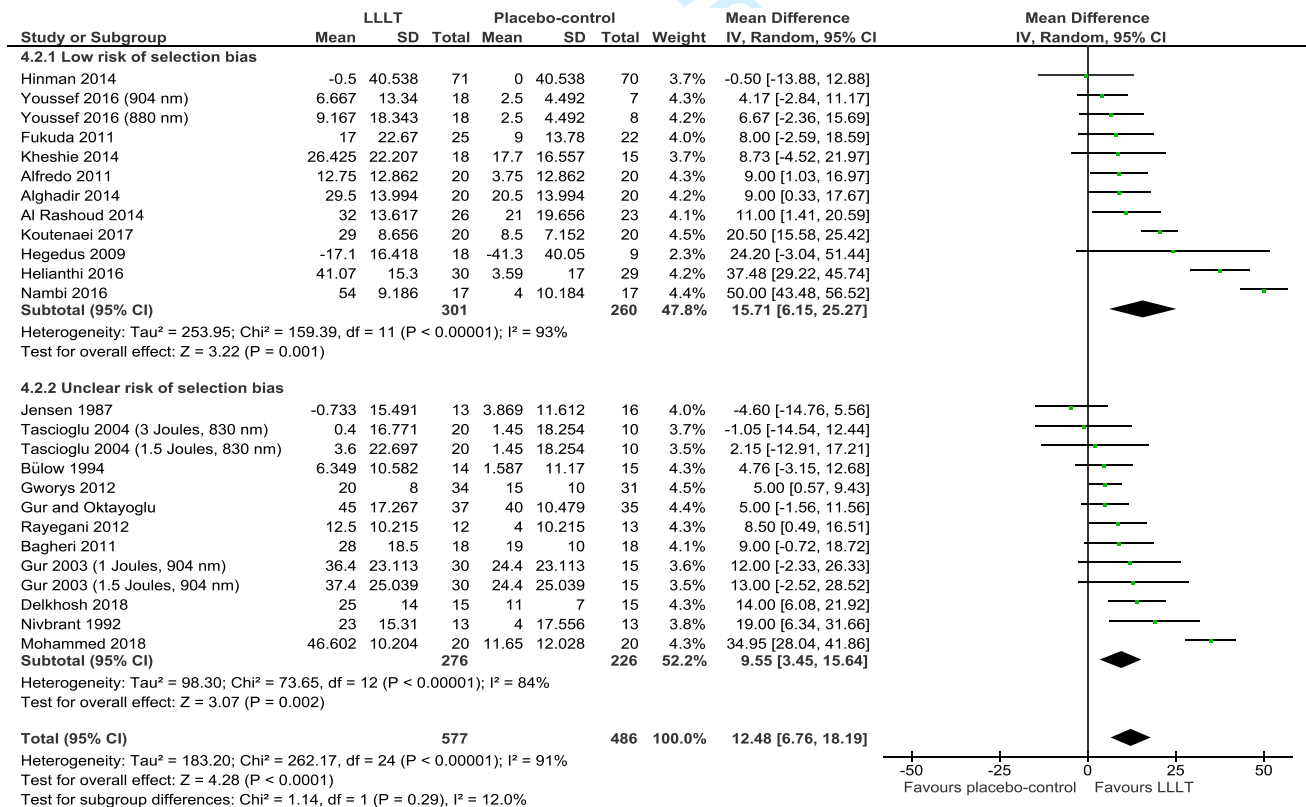 LLLT Placebo-control Mean Difference Mean Difference
Study or Subgroup Mean SD Total Mean SD Total Weight IV, Random, 95% CI IV, Random, 95% CI
4.2.1 Low risk of selection bias
Hinman 2014 -0.5 40.538 71 0 40.538 70 3.7% -0.50 [-13.88, 12.88]
Youssef 2016 (904 nm) 6.667 13.34 18 2.5 4.492 7 4.3% 4.17 [-2.84, 11.17]
Youssef 2016 (880 nm) 9.167 18.343 18 2.5 4.492 8 4.2% 6.67 [-2.36, 15.69]
Fukuda 2011 17 22.67 25 9 13.78 22 4.0% 8.00 [-2.59, 18.59]
Kheshie 2014 26.425 22.207 18 17.7 16.557 15 3.7% 8.73 [-4.52, 21.97]
Alfredo 2011 12.75 12.862 20 3.75 12.862 20 4.3% 9.00 [1.03, 16.97]
Alghadir 2014 29.5 13.994 20 20.5 13.994 20 4.2% 9.00 [0.33, 17.67]
Al Rashoud 2014 32 13.617 26 21 19.656 23 4.1% 11.00 [1.41, 20.59]
Koutenaei 2017 29 8.656 20 8.5 7.152 20 4.5% 20.50 [15.58, 25.42]
Hegedus 2009 -17.1 16.418 18 -41.3 40.05 9 2.3% 24.20 [-3.04, 51.44]
Helianthi 2016 41.07 15.3 30 3.59 17 29 4.2% 37.48 [29.22, 45.74]
Nambi 2016 54 9.186 17 4 10.184 17 4.4% 50.00 [43.48, 56.52]
Subtotal (95% CI) 301 260 47.8% 15.71 [6.15, 25.27]
Heterogeneity: Tau² = 253.95; Chi² = 159.39, df = 11 (P < 0.00001); I² = 93%
Test for overall effect: Z = 3.22 (P = 0.001)
4.2.2 Unclear risk of selection bias
Jensen 1987 -0.733 15.491 13 3.869 11.612 16 4.0% -4.60 [-14.76, 5.56]
Tascioglu 2004 (3 Joules, 830 nm) 0.4 16.771 20 1.45 18.254 10 3.7% -1.05 [-14.54, 12.44]
Tascioglu 2004 (1.5 Joules, 830 nm) 3.6 22.697 20 1.45 18.254 10 3.5% 2.15 [-12.91, 17.21]
Bülow 1994 6.349 10.582 14 1.587 11.17 15 4.3% 4.76 [-3.15, 12.68]
Gworys 2012 20 8 34 15 10 31 4.5% 5.00 [0.57, 9.43]
Gur and Oktayoglu 45 17.267 37 40 10.479 35 4.4% 5.00 [-1.56, 11.56]
Rayegani 2012 12.5 10.215 12 4 10.215 13 4.3% 8.50 [0.49, 16.51]
Bagheri 2011 28 18.5 18 19 10 18 4.1% 9.00 [-0.72, 18.72]
Gur 2003 (1 Joules, 904 nm) 36.4 23.113 30 24.4 23.113 15 3.6% 12.00 [-2.33, 26.33]
Gur 2003 (1.5 Joules, 904 nm) 37.4 25.039 30 24.4 25.039 15 3.5% 13.00 [-2.52, 28.52]
Delkhosh 2018 25 14 15 11 7 15 4.3% 14.00 [6.08, 21.92]
Nivbrant 1992 23 15.31 13 4 17.556 13 3.8% 19.00 [6.34, 31.66]
Mohammed 2018 46.602 10.204 20 11.65 12.028 20 4.3% 34.95 [28.04, 41.86]
Subtotal (95% CI) 276 226 52.2% 9.55 [3.45, 15.64]
Heterogeneity: Tau² = 98.30; Chi² = 73.65, df = 12 (P < 0.00001); I² = 84%
Test for overall effect: Z = 3.07 (P = 0.002)
Total (95% CI) 577 486 100.0% 12.48 [6.76, 18.19]
Heterogeneity: Tau² = 183.20; Chi² = 262.17, df = 24 (P < 0.00001); I² = 91%
Test for overall effect: Z = 4.28 (P < 0.0001)
Test for subgroup differences: Chi² = 1.14, df = 1 (P = 0.29), I² = 12.0%
-50 -25 0 25 50
Favours placebo-control Favours LLLT